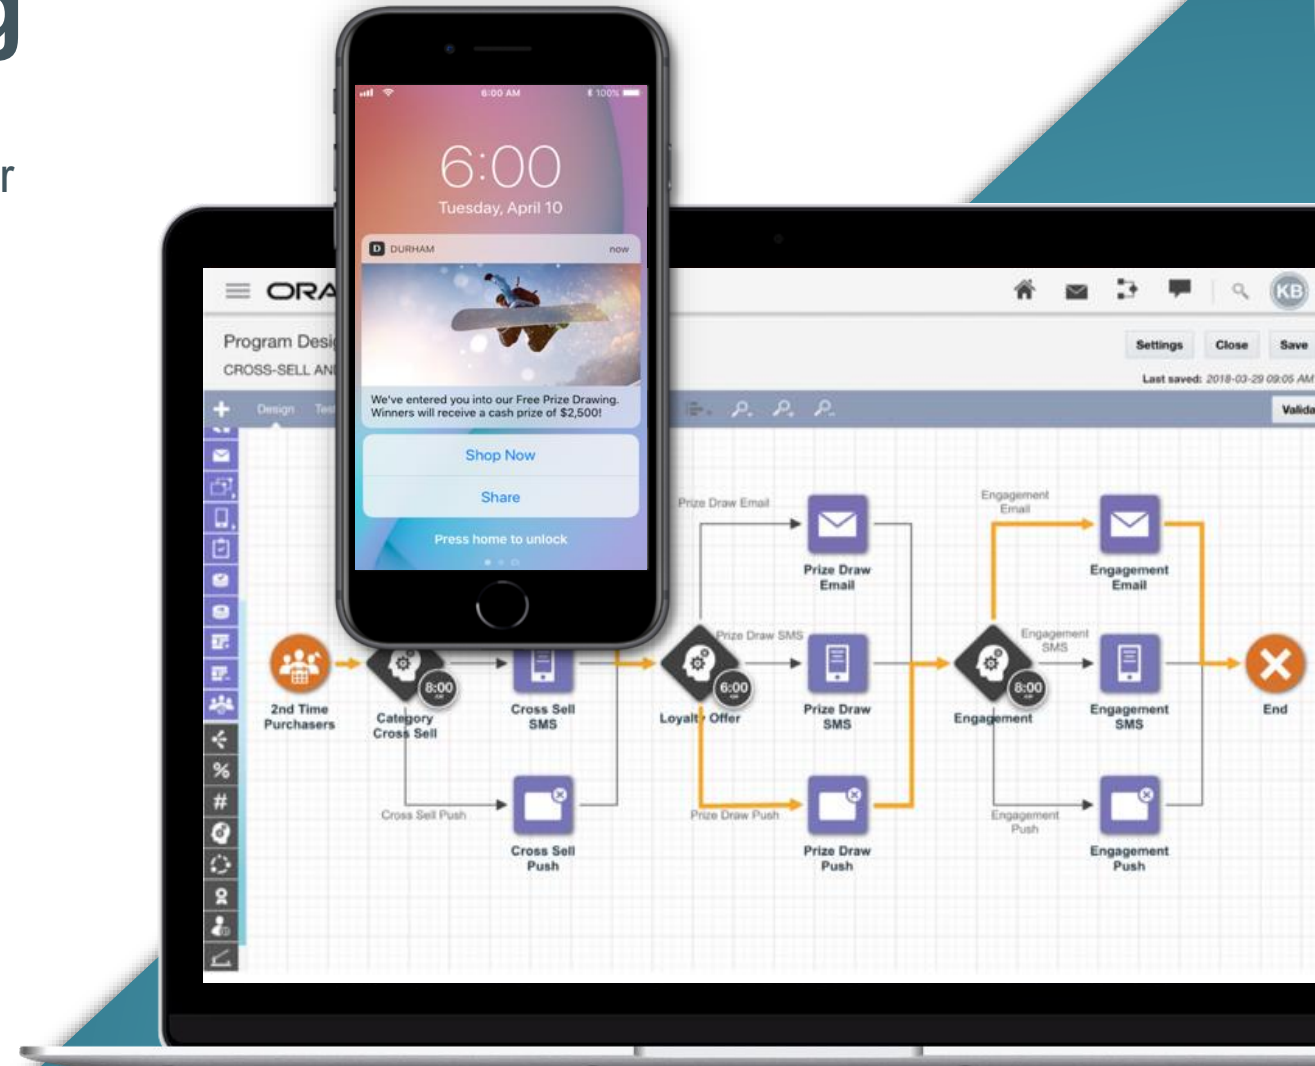 g
r
6:00 AM
100%
6:00
Tuesday, April 10
D DURHAM
now
We've entered you into our Free Prize Drawing.
Winners will receive a cash prize of $2,500!
Shop Now
Share
Press home to unlock
ORA
KB
Program Desi
CROSS-SELL AN
Settings
Close
Save
Last saved: 2018-03-29 09:05 AM
Design
Test
Valida
%
#
2nd Time
Purchasers
8:00
Category
Cross Sell
Cross Sell
SMS
Cross Sell Push
Cross Sell
Push
6:00
Loyalty Offer
Prize Draw Email
Prize Draw
Email
Prize Draw SMS
Prize Draw
SMS
Prize Draw Push
Prize Draw
Push
8:00
Engagement
Engagement
Email
Engagement
Email
Engagement
SMS
Engagement
SMS
Engagement
Push
Engagement
Push
End